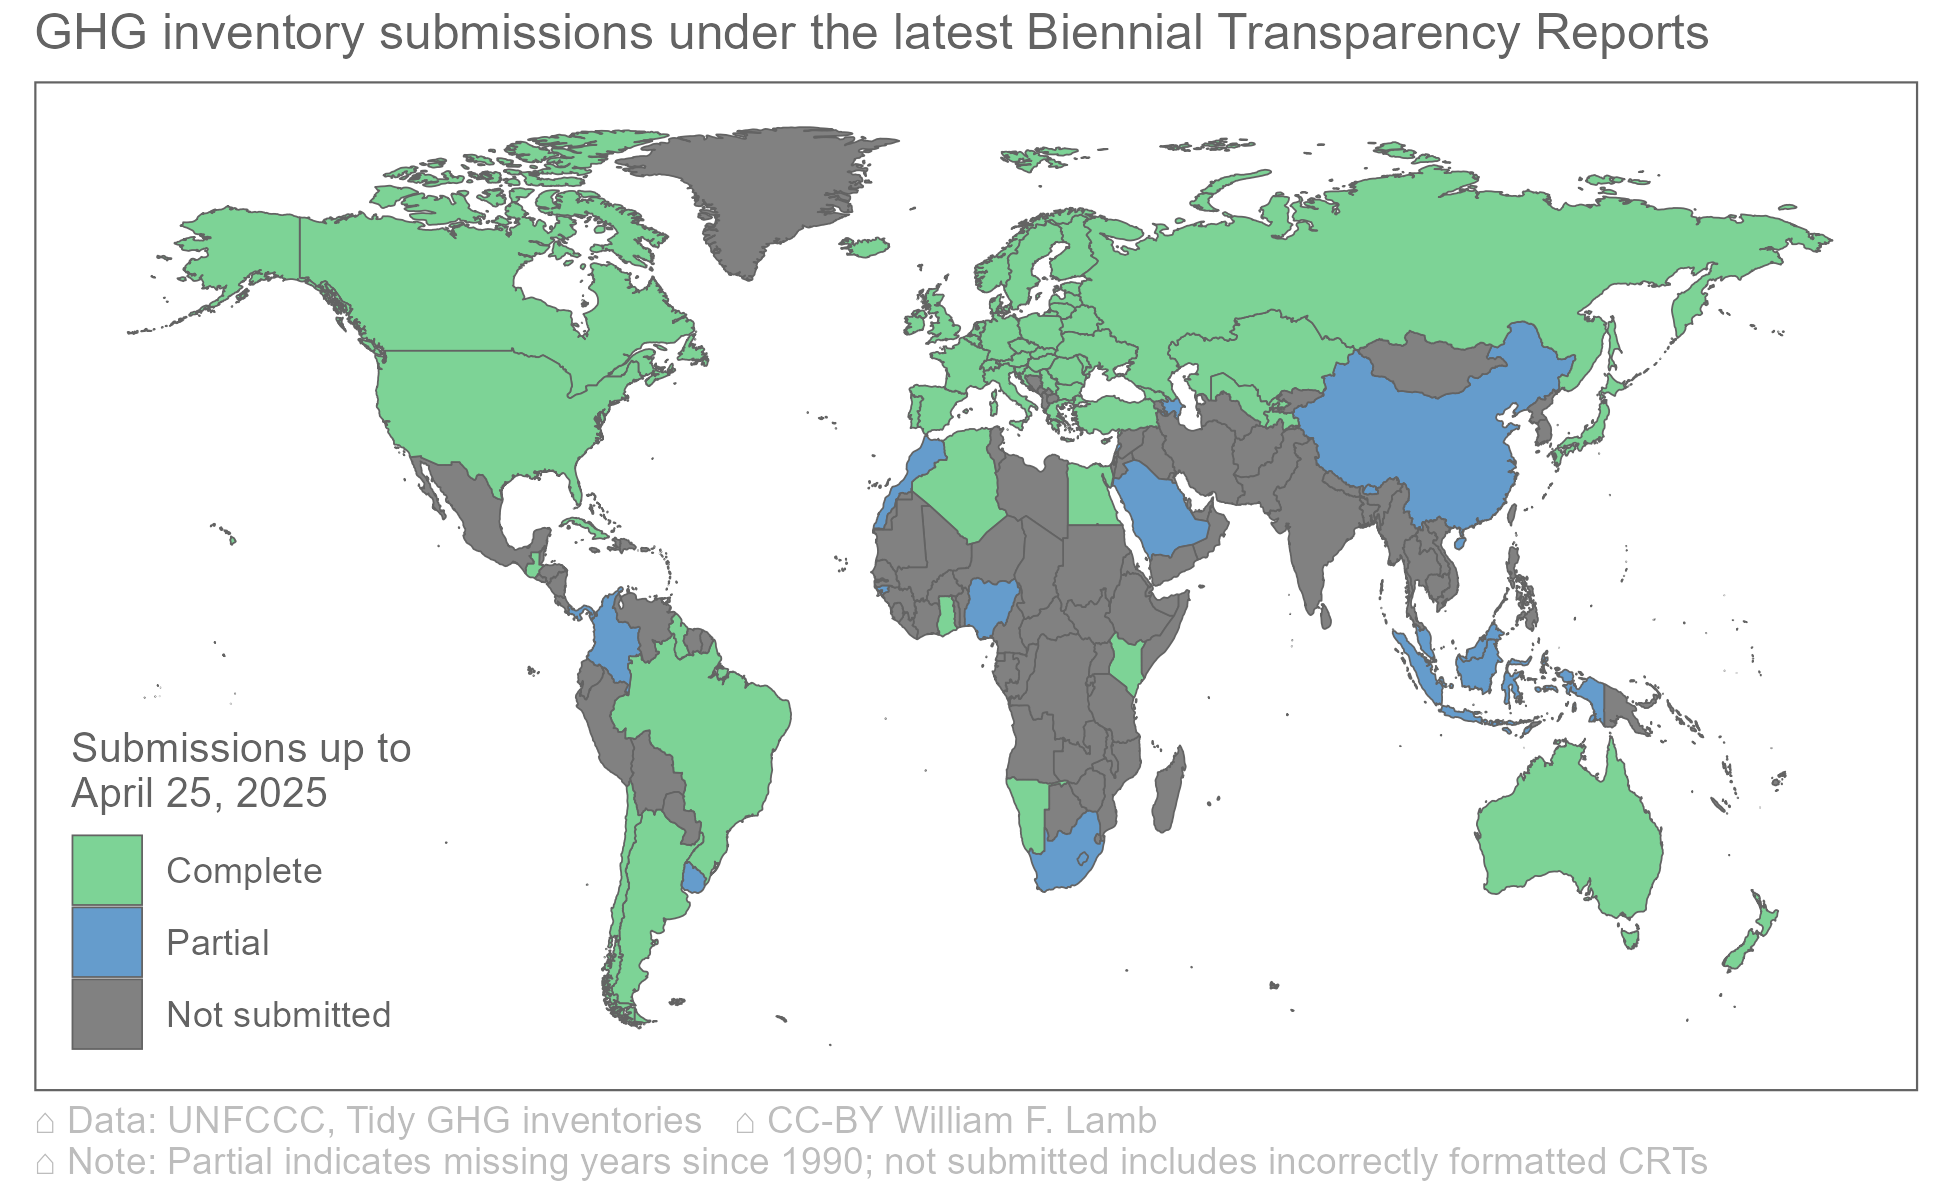 GHG inventory submissions under the latest Biennial Transparency Reports
Submissions up to
April 25, 2025
Complete
Partial
Not submitted
⌂ Data: UNFCCC, Tidy GHG inventories ⌂ CC-BY William F. Lamb
⌂ Note: Partial indicates missing years since 1990; not submitted includes incorrectly formatted CRTs